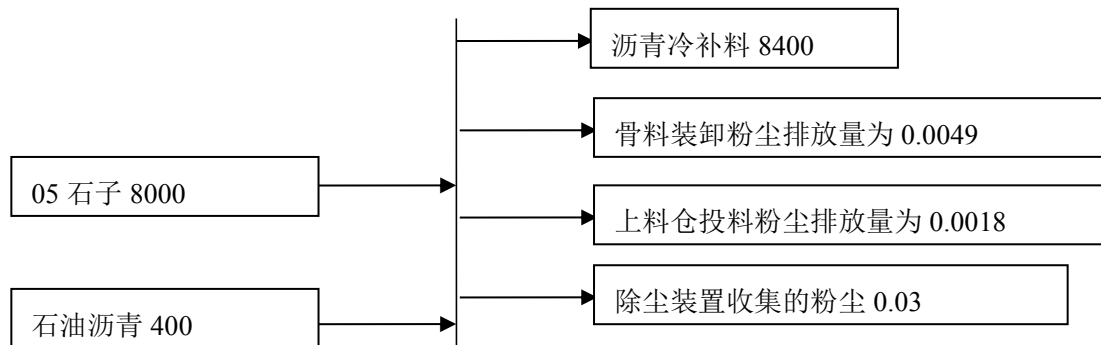 沥青冷补料 8400
骨料装卸粉尘排放量为 0.0049
05 石子 8000
上料仓投料粉尘排放量为 0.0018
除尘装置收集的粉尘 0.03
石油沥青 400